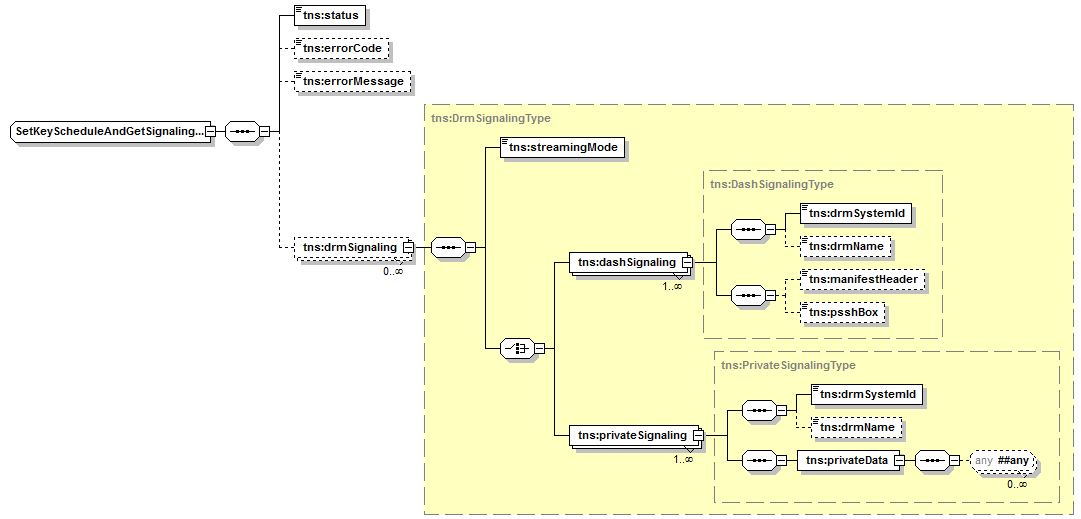 tns:status
tns:errorCode
tns:errorMessage
SetKeyScheduleAndGetSignaling...
tns:DrmSignalingType
tns:streamingMode
tns:DashSignalingType
tns:drmSystemId
tns:drmName
tns:drmSignaling
0..∞
tns:dashSignaling
1..∞
tns:manifestHeader
tns:psshBox
tns:PrivateSignalingType
tns:drmSystemId
tns:drmName
tns:privateSignaling
1..∞
tns:privateData
any ##any
0..∞